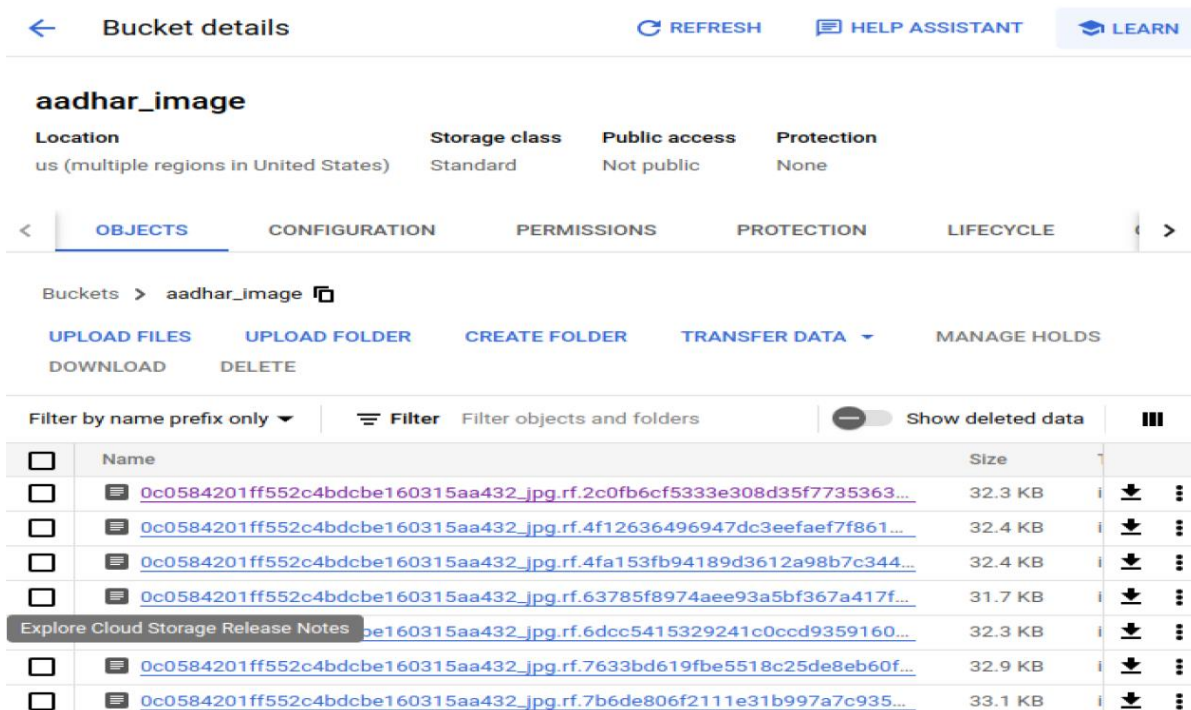 Bucket details REFRESH HELP ASSISTANT LEARN
aadhar_image
Location Storage class Public access Protection
us (multiple regions in United States) Standard Not public None
OBJECTS CONFIGURATION PERMISSIONS PROTECTION LIFECYCLE
Buckets > aadhar_image
UPLOAD FILES UPLOAD FOLDER CREATE FOLDER TRANSFER DATA MANAGE HOLDS
DOWNLOAD DELETE
Filter by name prefix only Filter Filter objects and folders Show deleted data
Name Size
0c0584201ff552c4bdcbe160315aa432_jpg.rf.2c0fb6cf5333e308d35f7735363... 32.3 KB
0c0584201ff552c4bdcbe160315aa432_jpg.rf.4f12636496947dc3eefaef7f861... 32.4 KB
0c0584201ff552c4bdcbe160315aa432_jpg.rf.4fa153fb94189d3612a98b7c344... 32.4 KB
0c0584201ff552c4bdcbe160315aa432_jpg.rf.63785f8974aee93a5bf367a417f... 31.7 KB
Explore Cloud Storage Release Notes be160315aa432_jpg.rf.6dcc5415329241c0ccd9359160... 32.3 KB
0c0584201ff552c4bdcbe160315aa432_jpg.rf.7633bd619fbe5518c25de8eb60f... 32.9 KB
0c0584201ff552c4bdcbe160315aa432_jpg.rf.7b6de806f2111e31b997a7c935... 33.1 KB